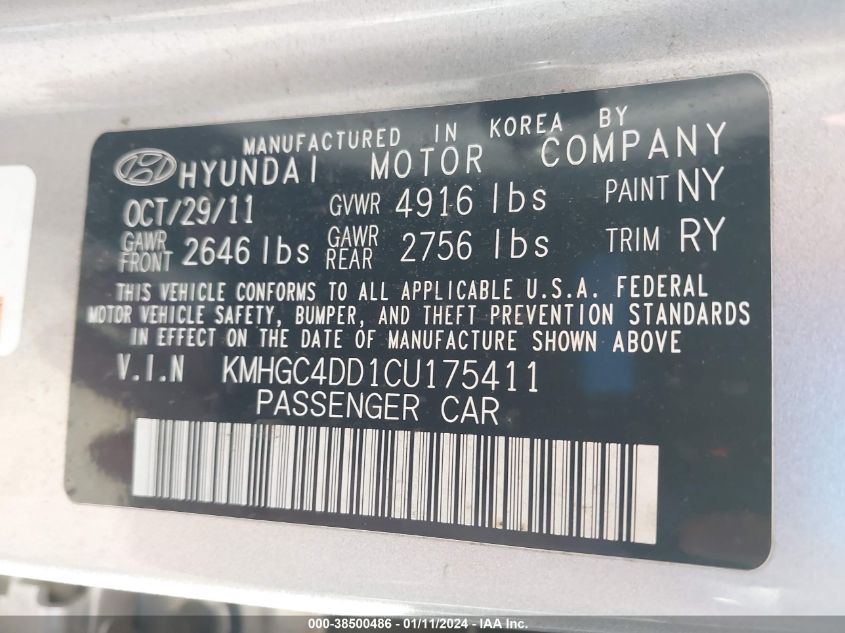 MANUFACTURED IN KOREA BY
HYUNDAI MOTOR COMPANY
OCT/29/11 GVWR 4916 lbs PAINT NY
GAWR FRONT 2646 lbs GAWR REAR 2756 lbs TRIM RY
THIS VEHICLE CONFORMS TO ALL APPLICABLE U.S.A. FEDERAL
MOTOR VEHICLE SAFETY, BUMPER, AND THEFT PREVENTION STANDARDS
IN EFFECT ON THE DATE OF MANUFACTURE SHOWN ABOVE
V.I.N KMHGC4DD1CU175411
PASSENGER CAR
000-38500486 - 01/11/2024 - IAA Inc.